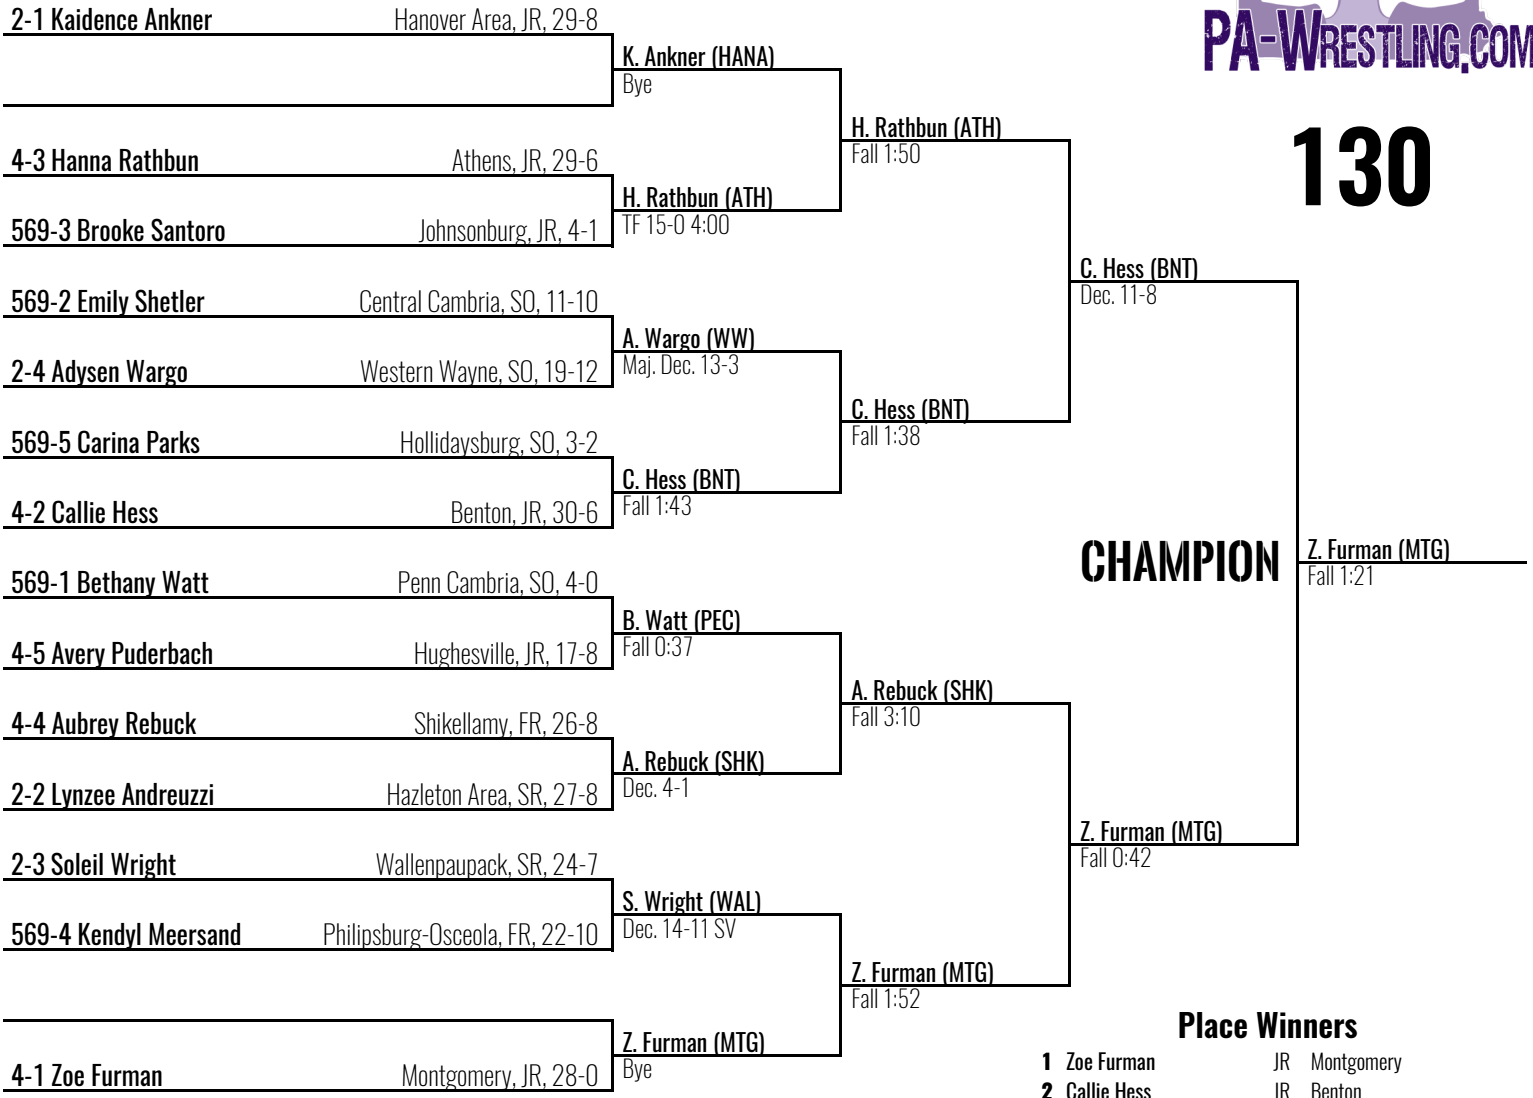 PA-WRESTLING.COM
130
2-1 Kaidence Ankner Hanover Area, JR, 29-8
K. Ankner (HANA)
Bye
4-3 Hanna Rathbun Athens, JR, 29-6
H. Rathbun (ATH)
Fall 1:50
H. Rathbun (ATH)
TF 15-0 4:00
569-3 Brooke Santoro Johnsonburg, JR, 4-1
C. Hess (BNT)
Dec. 11-8
569-2 Emily Shetler Central Cambria, SO, 11-10
A. Wargo (WW)
Maj. Dec. 13-3
2-4 Adysen Wargo Western Wayne, SO, 19-12
C. Hess (BNT)
Fall 1:38
569-5 Carina Parks Hollidaysburg, SO, 3-2
C. Hess (BNT)
Fall 1:43
4-2 Callie Hess Benton, JR, 30-6
CHAMPION
Z. Furman (MTG)
Fall 1:21
569-1 Bethany Watt Penn Cambria, SO, 4-0
B. Watt (PEC)
Fall 0:37
4-5 Avery Puderbach Hughesville, JR, 17-8
A. Rebuck (SHK)
Fall 3:10
4-4 Aubrey Rebuck Shikellamy, FR, 26-8
A. Rebuck (SHK)
Dec. 4-1
2-2 Lynzee Andreuzzi Hazleton Area, SR, 27-8
Z. Furman (MTG)
Fall 0:42
2-3 Soleil Wright Wallenpaupack, SR, 24-7
S. Wright (WAL)
Dec. 14-11 SV
569-4 Kendyl Meersand Philipsburg-Osceola, FR, 22-10
Z. Furman (MTG)
Fall 1:52
Z. Furman (MTG)
Bye
4-1 Zoe Furman Montgomery, JR, 28-0
Place Winners
1 Zoe Furman JR Montgomery
2 Callie Hess JR Benton